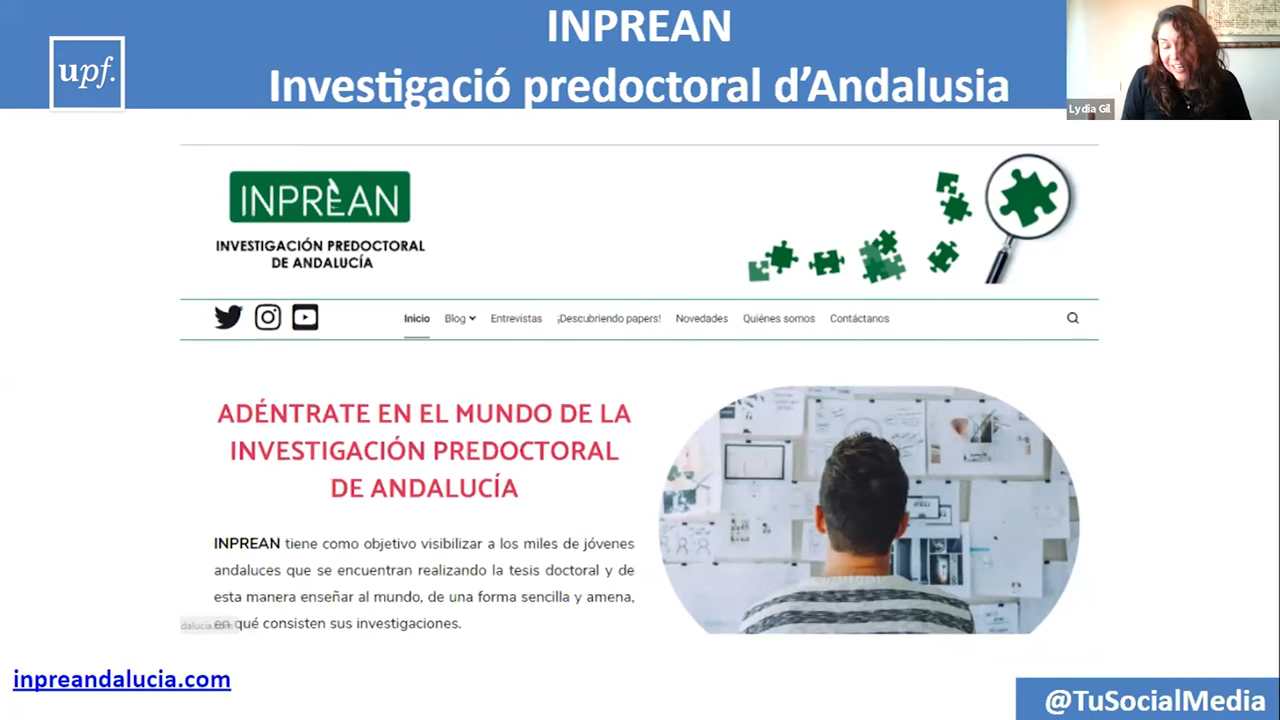 INPREAN
Investigació predoctoral d'Andalusia
upf.
Lydia Gil
INPREAN
INVESTIGACIÓN PREDOCTORAL
DE ANDALUCÍA
Inicio Blog Entrevistas ¡Descubriendo papers! Novedades Quiénes somos Contáctanos
ADÉNTRATE EN EL MUNDO DE LA
INVESTIGACIÓN PREDOCTORAL
DE ANDALUCÍA
INPREAN tiene como objetivo visibilizar a los miles de jóvenes
andaluces que se encuentran realizando la tesis doctoral y de
esta manera enseñar al mundo, de una forma sencilla y amena,
en qué consisten sus investigaciones.
dalucia.com
inpreandalucia.com
@TuSocialMedia